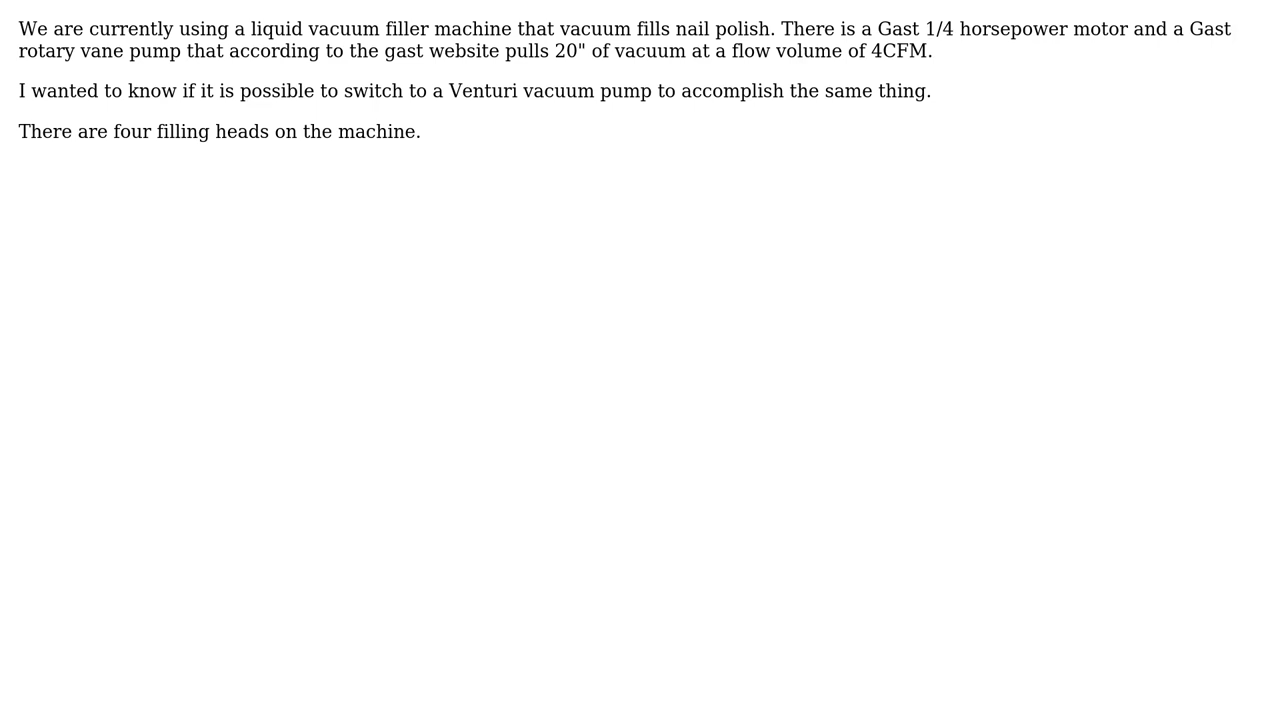 We are currently using a liquid vacuum filler machine that vacuum fills nail polish. There is a Gast 1/4 horsepower motor and a Gast
rotary vane pump that according to the gast website pulls 20" of vacuum at a flow volume of 4CFM.
I wanted to know if it is possible to switch to a Venturi vacuum pump to accomplish the same thing.
There are four filling heads on the machine.